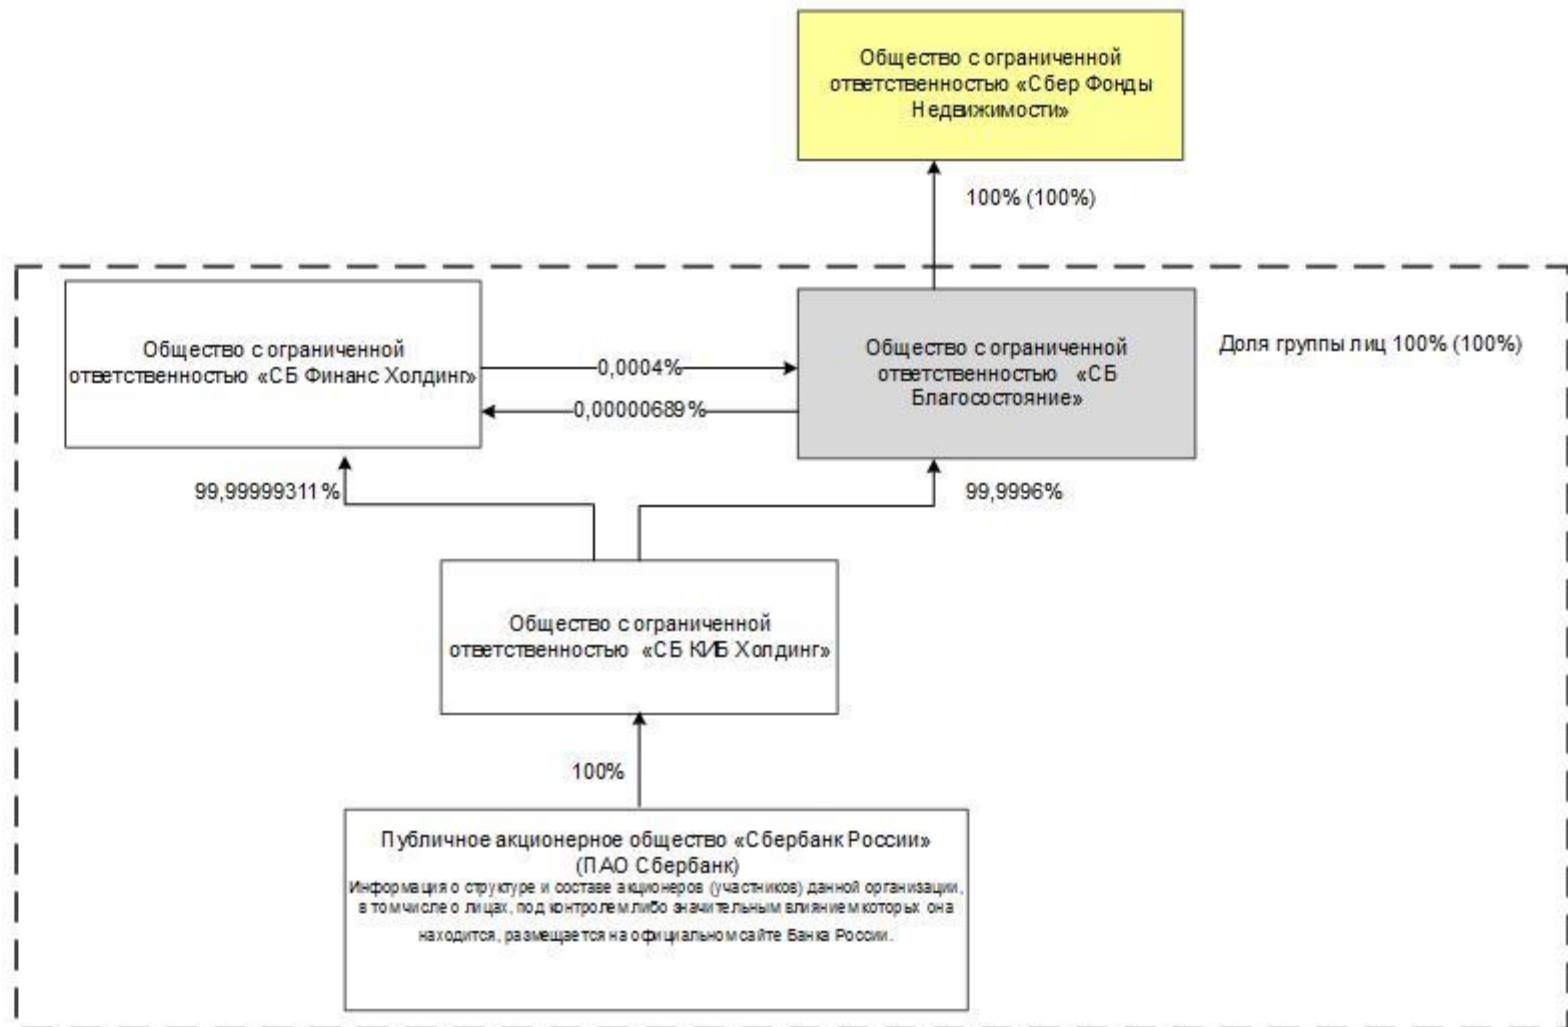 Общество с ограниченной
ответственностью «Сбер Фонды
Недвижимости»
100% (100%)
Общество с ограниченной
ответственностью «СБ Финанс Холдинг»
0,0004%
0,00000689%
Общество с ограниченной
ответственностью «СБ
Благосостояние»
Доля группы лиц 100% (100%)
99,99999311%
99,9996%
Общество с ограниченной
ответственностью «СБ КИБ Холдинг»
100%
Публичное акционерное общество «Сбербанк России»
(ПАО Сбербанк)
Информация о структуре и составе акционеров (участников) данной организации,
в том числе о лицах, под контролем либо значительным влиянием которых она
находится, размещается на официальном сайте Банка России.